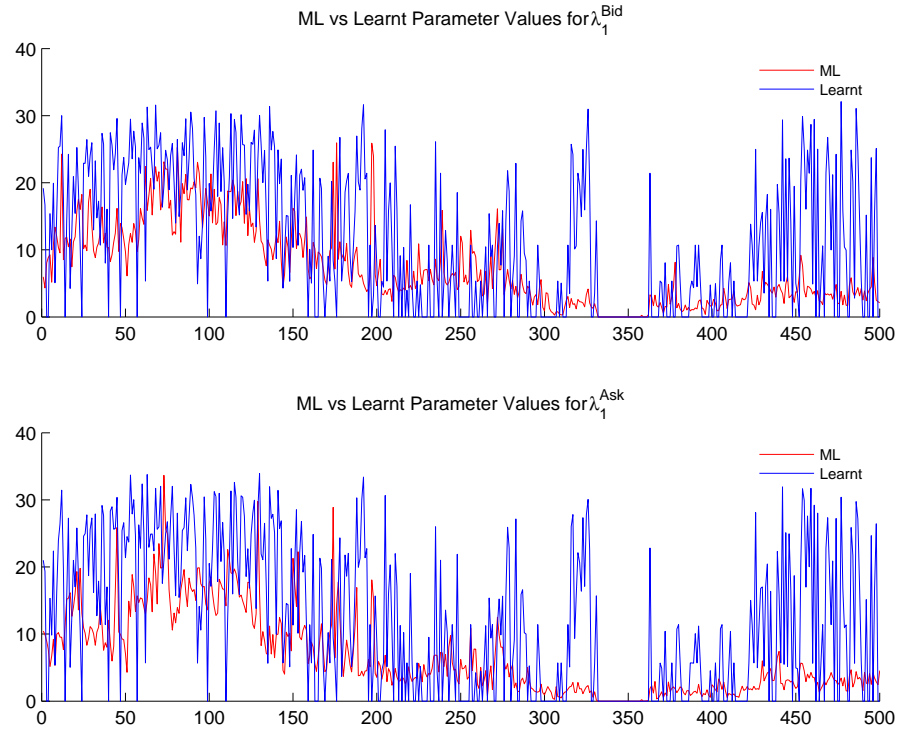 ML vs Learnt Parameter Values for λ₁ᴮⁱᵈ
40
30
20
10
0
ML
Learnt
0 50 100 150 200 250 300 350 400 450 500
ML vs Learnt Parameter Values for λ₁ᴬˢᵏ
40
30
20
10
0
ML
Learnt
0 50 100 150 200 250 300 350 400 450 500